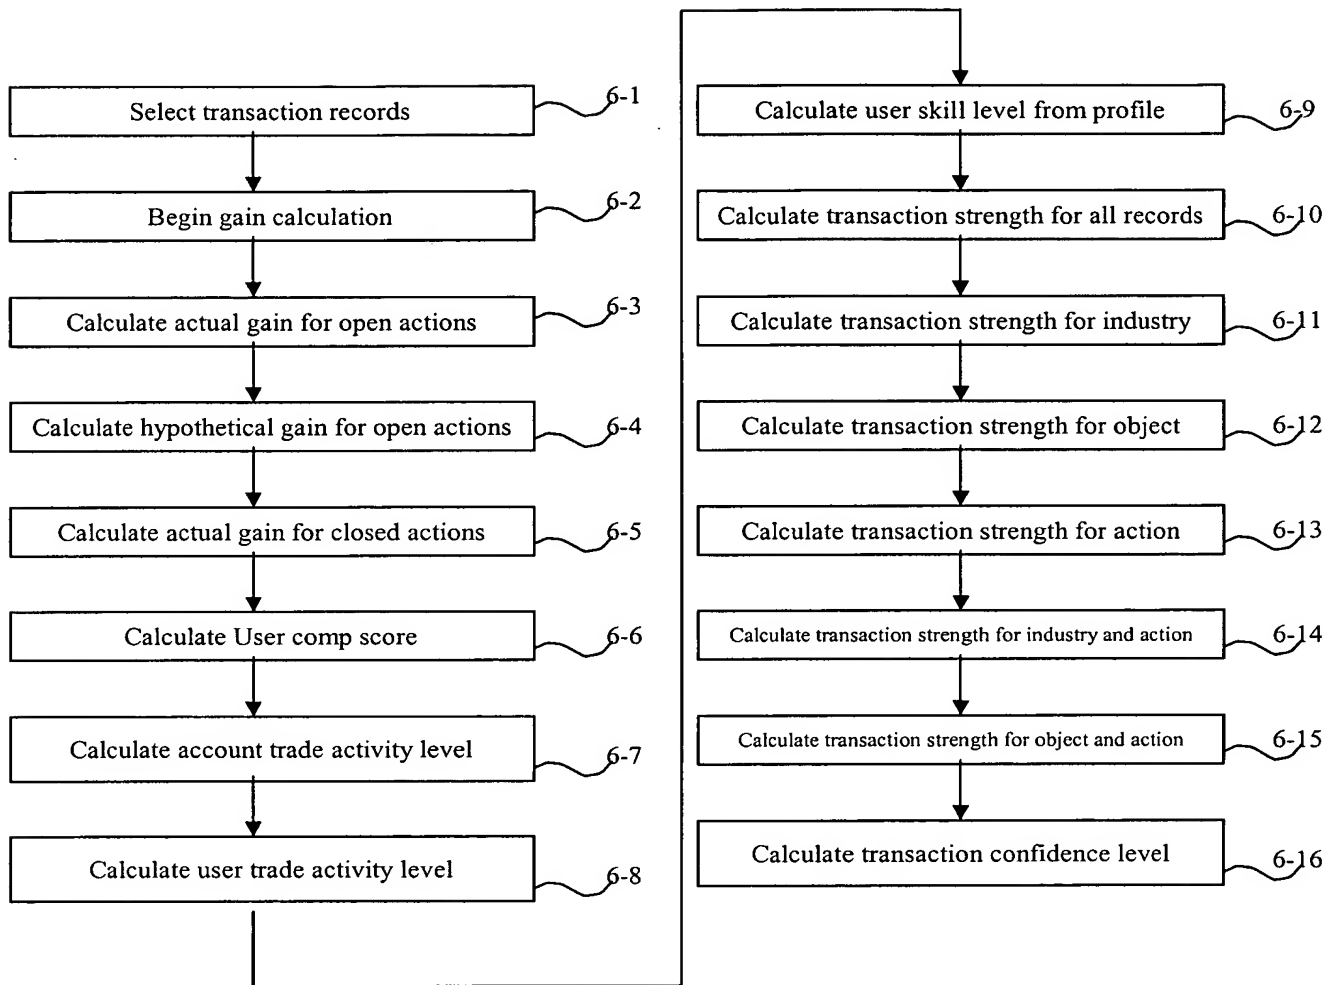 Select transaction records
6-1
Begin gain calculation
6-2
Calculate actual gain for open actions
6-3
Calculate hypothetical gain for open actions
6-4
Calculate actual gain for closed actions
6-5
Calculate User comp score
6-6
Calculate account trade activity level
6-7
Calculate user trade activity level
6-8
Calculate user skill level from profile
6-9
Calculate transaction strength for all records
6-10
Calculate transaction strength for industry
6-11
Calculate transaction strength for object
6-12
Calculate transaction strength for action
6-13
Calculate transaction strength for industry and action
6-14
Calculate transaction strength for object and action
6-15
Calculate transaction confidence level
6-16